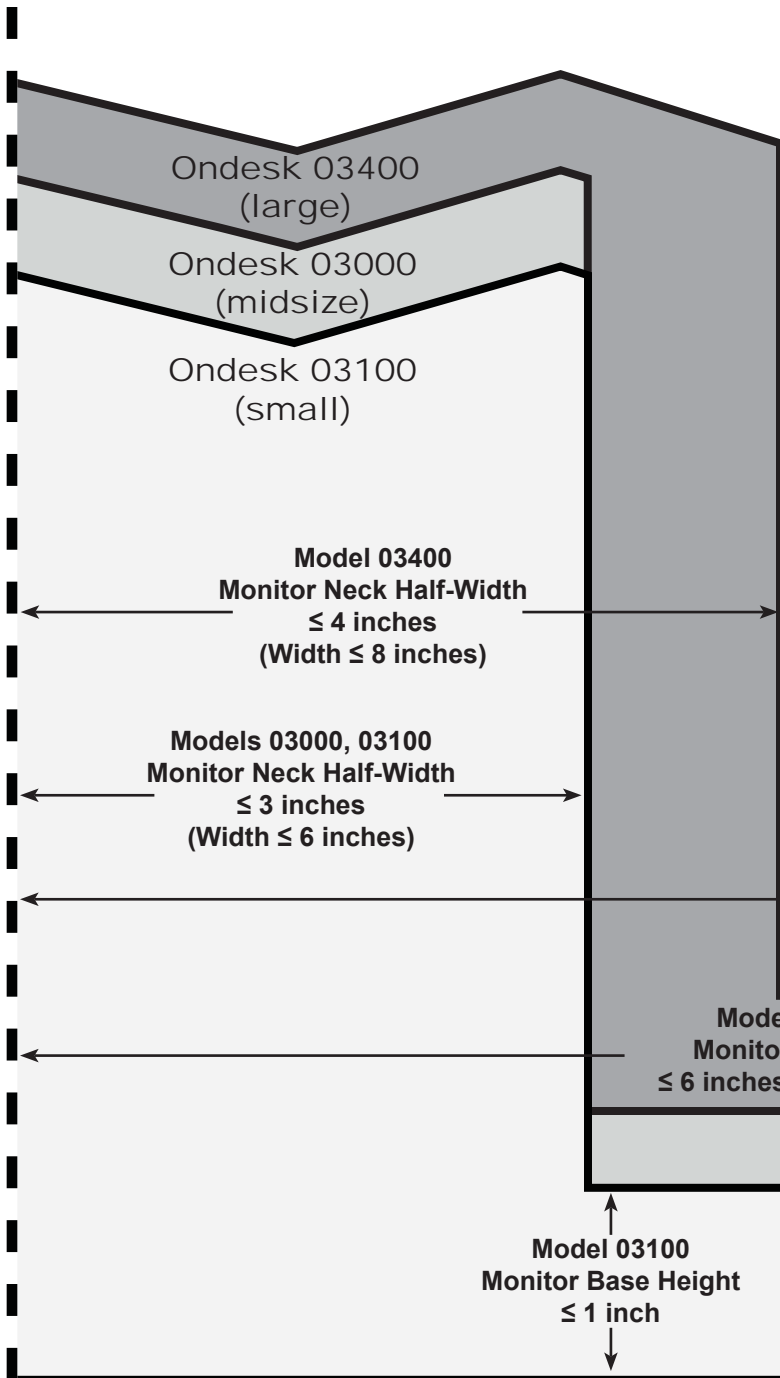 Ondesk 03400
(large)
Ondesk 03000
(midsize)
Ondesk 03100
(small)
Model 03400
Monitor Neck Half-Width
≤ 4 inches
(Width ≤ 8 inches)
Models 03000, 03100
Monitor Neck Half-Width
≤ 3 inches
(Width ≤ 6 inches)
≤ 6 inches
Model 03100
Monitor Base Height
≤ 1 inch